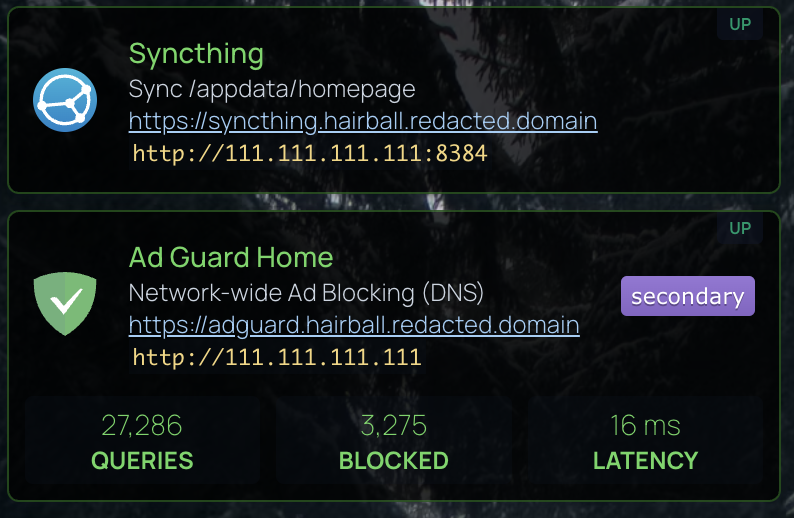 UP
Syncthing
Sync /appdata/homepage
https://syncthing.hairball.redacted.domain
http://111.111.111.111:8384
UP
Ad Guard Home
Network-wide Ad Blocking (DNS)
secondary
https://adguard.hairball.redacted.domain
http://111.111.111.111
27,286 3,275 16 ms
QUERIES BLOCKED LATENCY